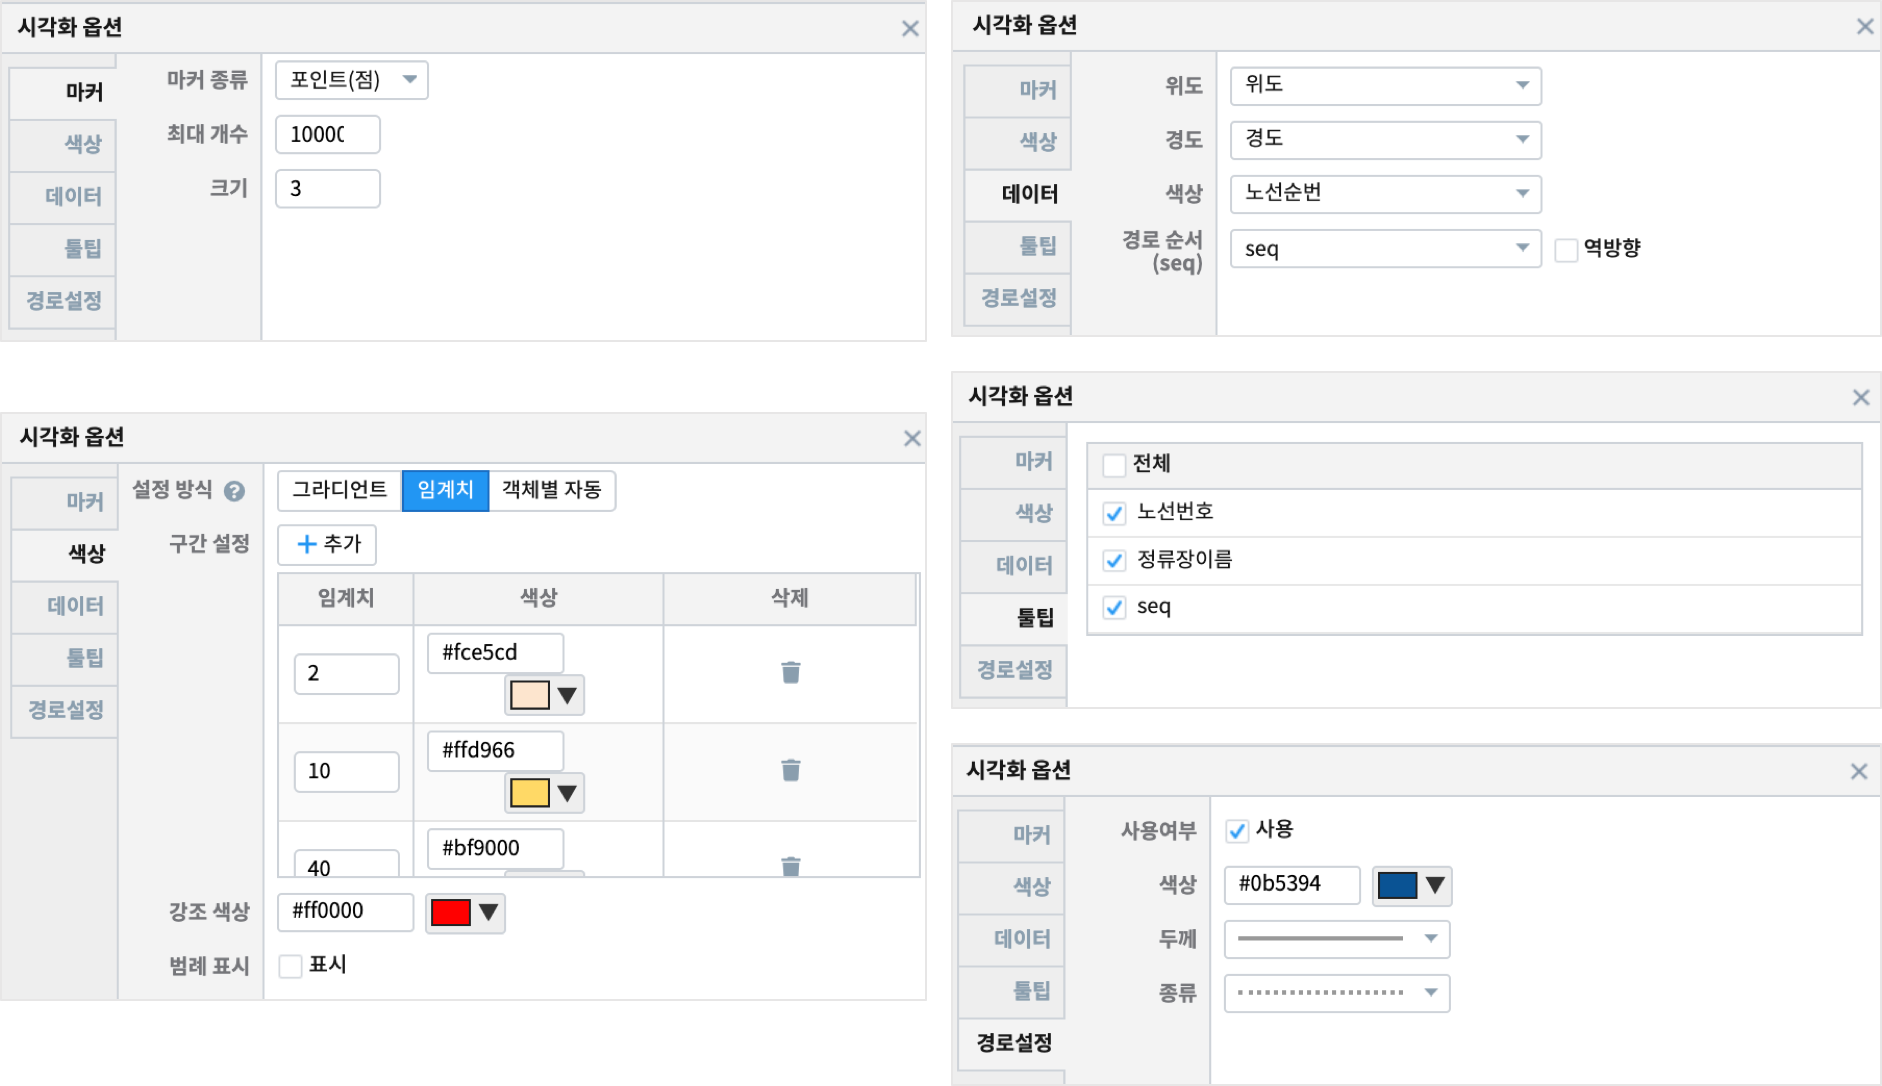 시각화 옵션
마커
색상
데이터
툴팁
경로설정
마커 종류
포인트(점)
최대 개수
10000
크기
3
시각화 옵션
마커
색상
데이터
툴팁
경로설정
위도
위도
경도
경도
색상
노선순번
경로 순서
(seq)
seq
역방향
시각화 옵션
마커
색상
데이터
툴팁
경로설정
설정 방식 ?
그라디언트 임계치 객체별 자동
구간 설정
+ 추가
임계치 색상 삭제
2
#fce5cd
10
#ffd966
40
#bf9000
강조 색상
#ff0000
범례 표시
표시
시각화 옵션
마커
색상
데이터
툴팁
경로설정
전체
노선번호
정류장이름
seq
시각화 옵션
마커
색상
데이터
툴팁
경로설정
사용여부
사용
색상
#0b5394
두께
종류